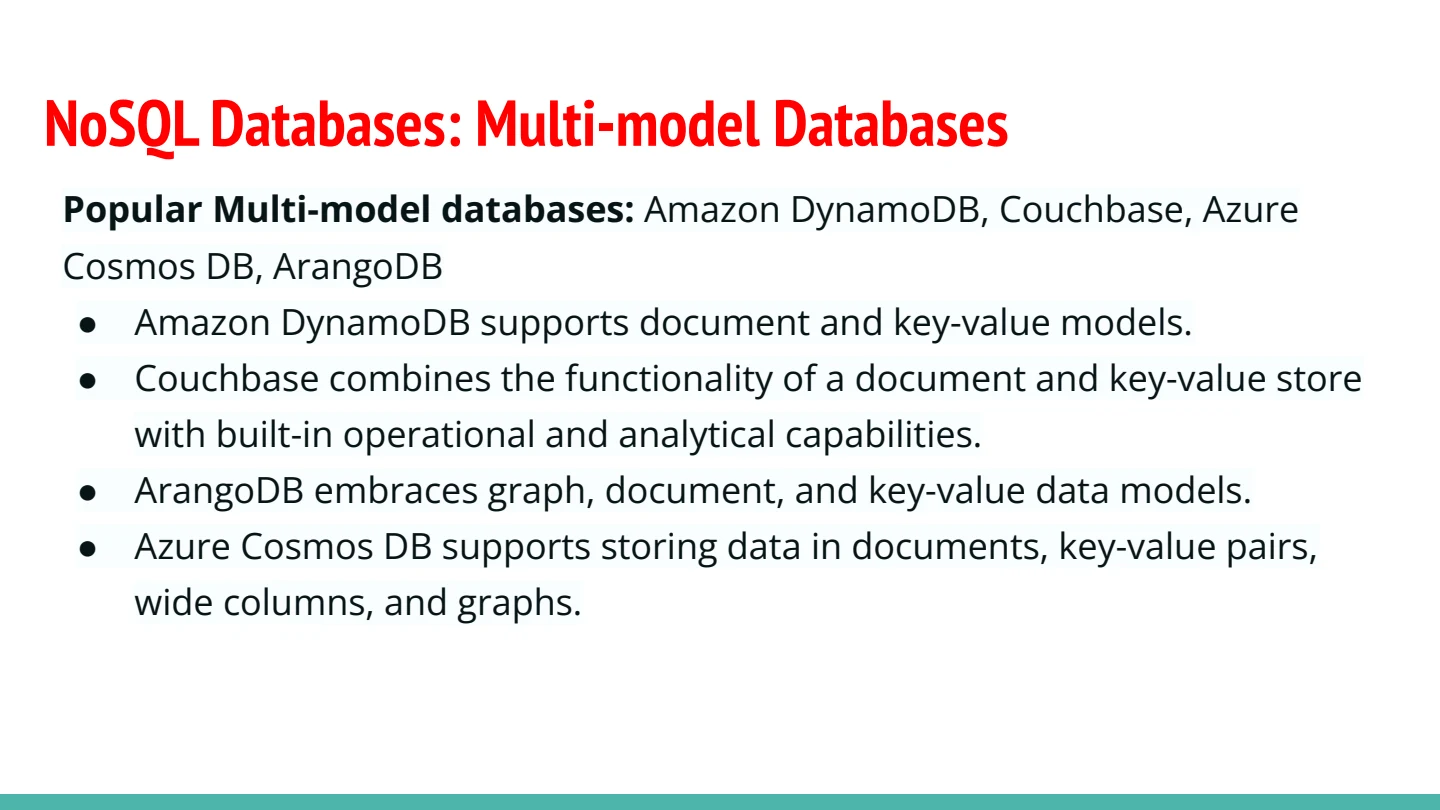 NoSQL Databases: Multi-model Databases
Popular Multi-model databases: Amazon DynamoDB, Couchbase, Azure
Cosmos DB, ArangoDB
● Amazon DynamoDB supports document and key-value models.
● Couchbase combines the functionality of a document and key-value store
with built-in operational and analytical capabilities.
● ArangoDB embraces graph, document, and key-value data models.
● Azure Cosmos DB supports storing data in documents, key-value pairs,
wide columns, and graphs.